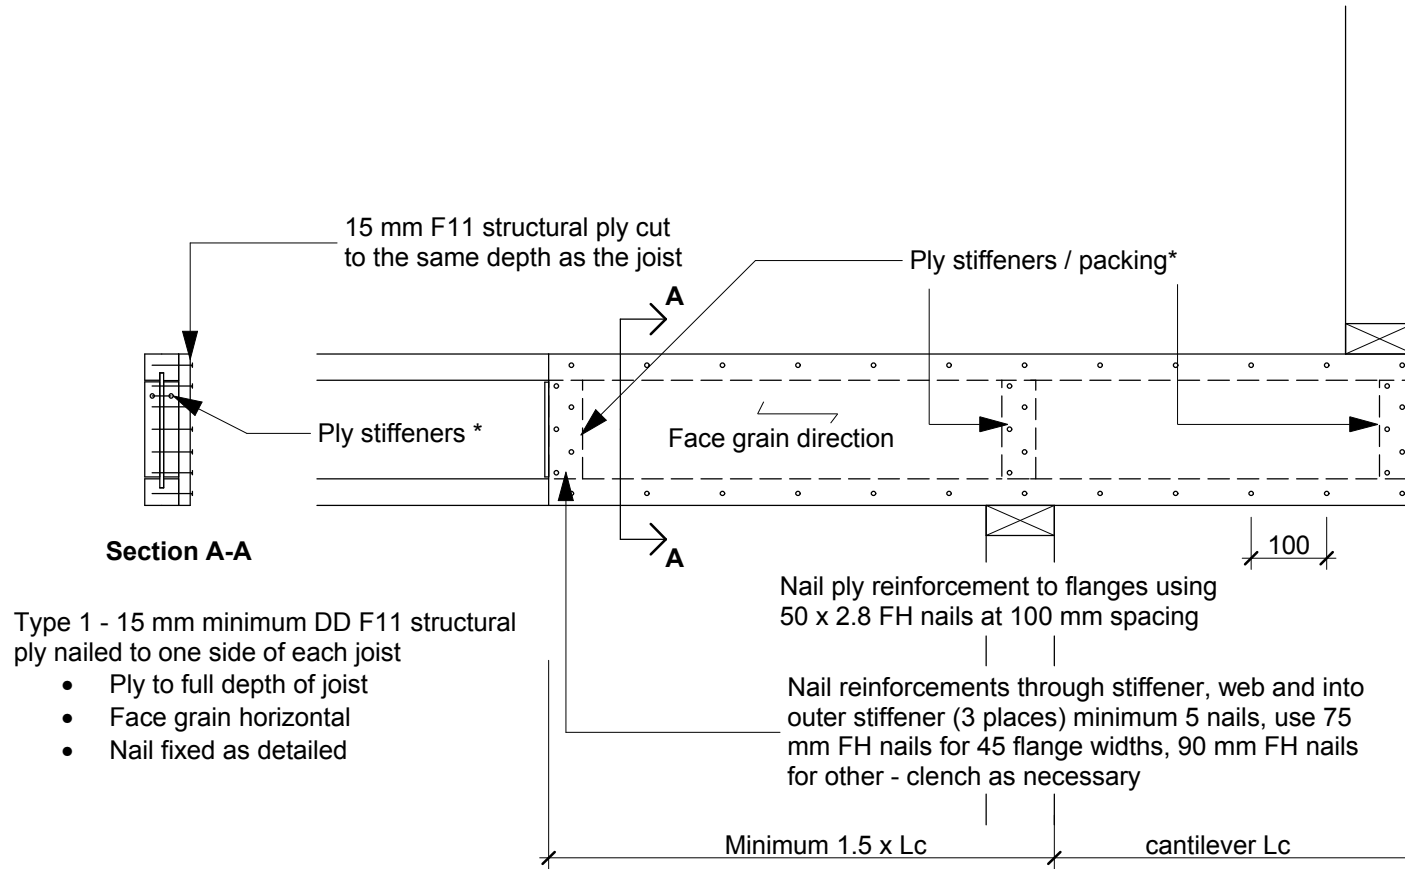 15 mm F11 structural ply cut
to the same depth as the joist
Ply stiffeners / packing*
A
Ply stiffeners *
Face grain direction
A
Section A-A
100
Nail ply reinforcement to flanges using
50 x 2.8 FH nails at 100 mm spacing
Type 1 - 15 mm minimum DD F11 structural
ply nailed to one side of each joist
• Ply to full depth of joist
• Face grain horizontal
• Nail fixed as detailed
Nail reinforcements through stiffener, web and into
outer stiffener (3 places) minimum 5 nails, use 75
mm FH nails for 45 flange widths, 90 mm FH nails
for other - clench as necessary
Minimum 1.5 x Lc
cantilever Lc